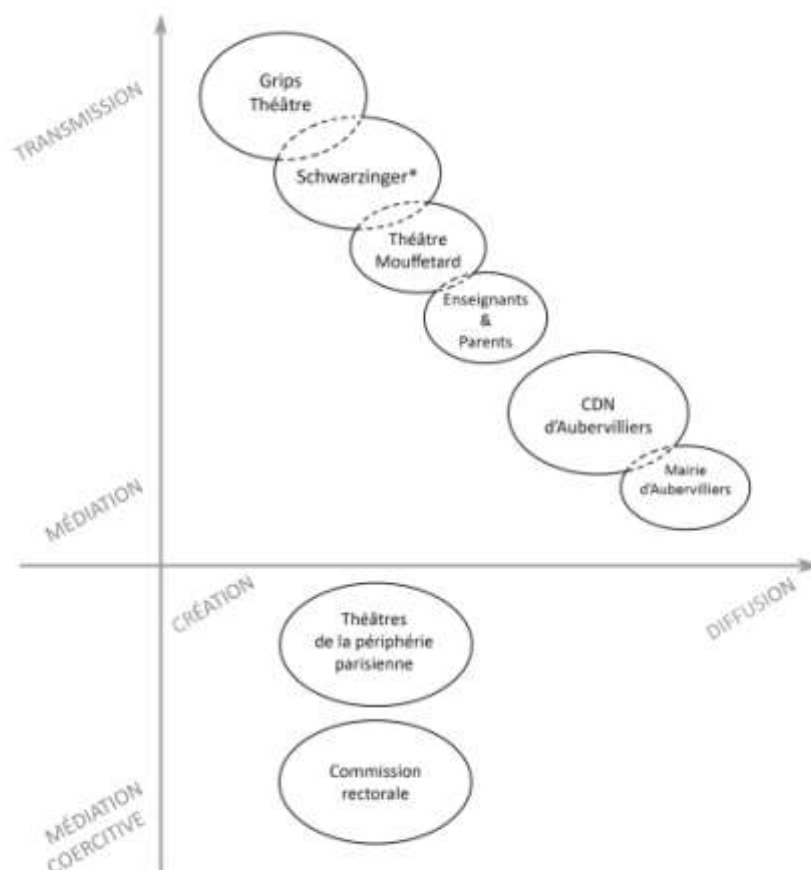 TRANSMISSION
Grips
Théâtre
Schwarzinger*
Théâtre
Mouffetard
Enseignants
&
Parents
CDN
d'Aubervilliers
Mairie
d'Aubervilliers
MÉDIATION
CRÉATION
DIFFUSION
Théâtres
de la périphérie
parisienne
Commission
rectorale
MÉDIATION
COERCITIVE